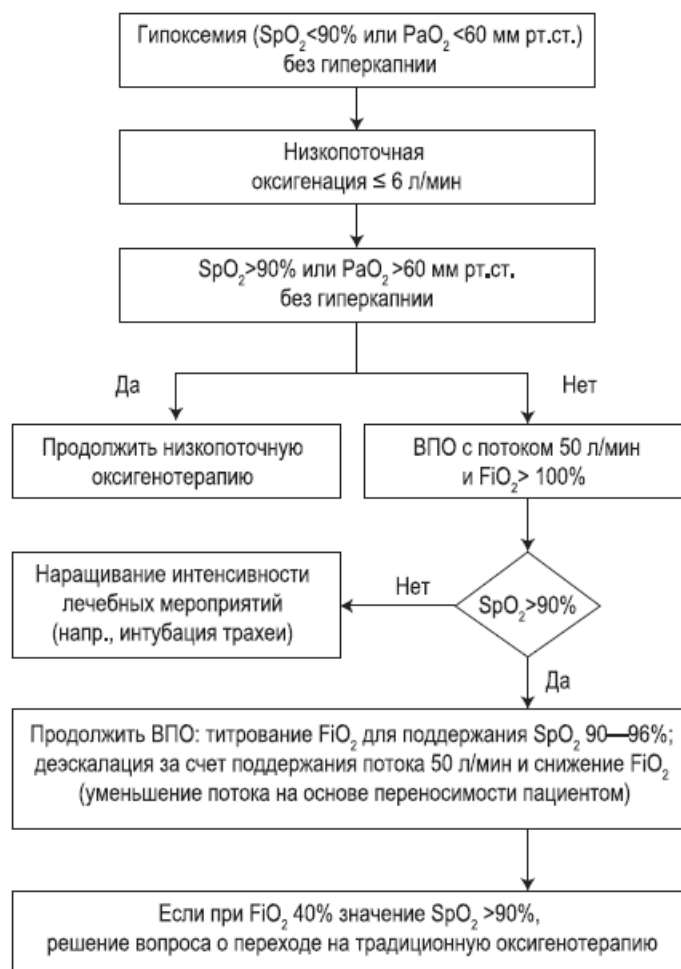 Гипоксемия (SpO₂<90% или PaO₂ <60 мм рт.ст.)
без гиперкапнии
Низкопоточная
оксигенация ≤ 6 л/мин
SpO₂>90% или PaO₂ >60 мм рт.ст.
без гиперкапнии
Да
Нет
Продолжить низкопоточную
оксигенотерапию
ВПО с потоком 50 л/мин
и FiO₂> 100%
Наращивание интенсивности
лечебных мероприятий
(напр., интубация трахеи)
Нет
SpO₂>90%
Да
Продолжить ВПО: титрование FiO₂ для поддержания SpO₂ 90—96%;
деэскалация за счет поддержания потока 50 л/мин и снижение FiO₂
(уменьшение потока на основе переносимости пациентом)
Если при FiO₂ 40% значение SpO₂ >90%,
решение вопроса о переходе на традиционную оксигенотерапию